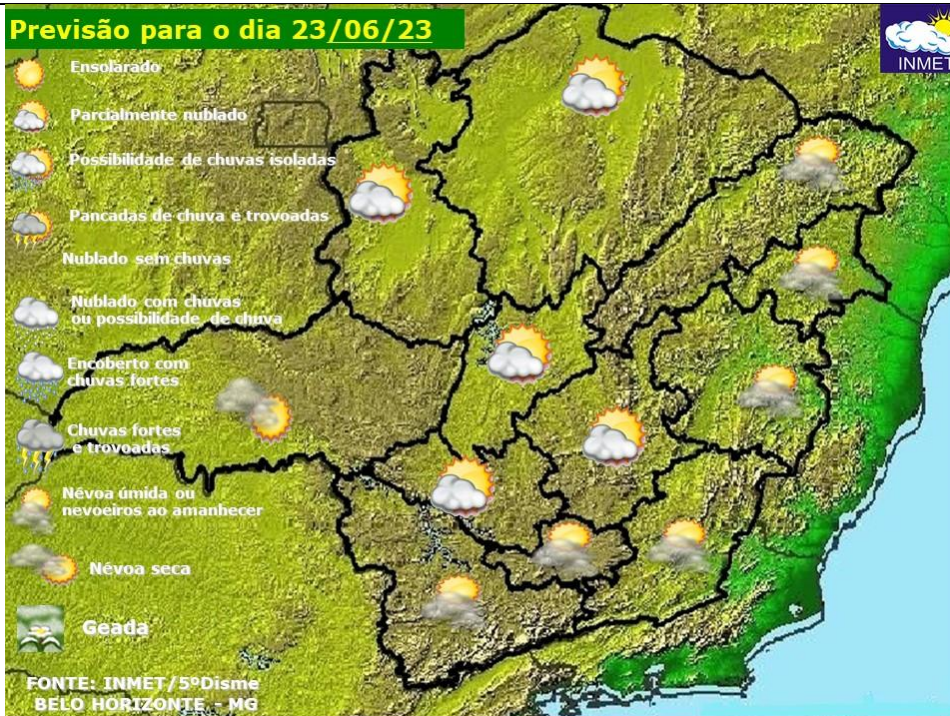 Previsão para o dia 23/06/23
INMET
Ensolarado
Parcialmente nublado
Possibilidade de chuvas isoladas
Pancadas de chuva e trovoadas
Nublado sem chuvas
Nublado com chuvas
ou possibilidade de chuva
Encoberto com
chuvas fortes
Chuvas fortes
e trovoadas
Névoa úmida ou
nevoeiros ao amanhecer
Névoa seca
Geada
FONTE: INMET/5ºDisme
BELO HORIZONTE - MG